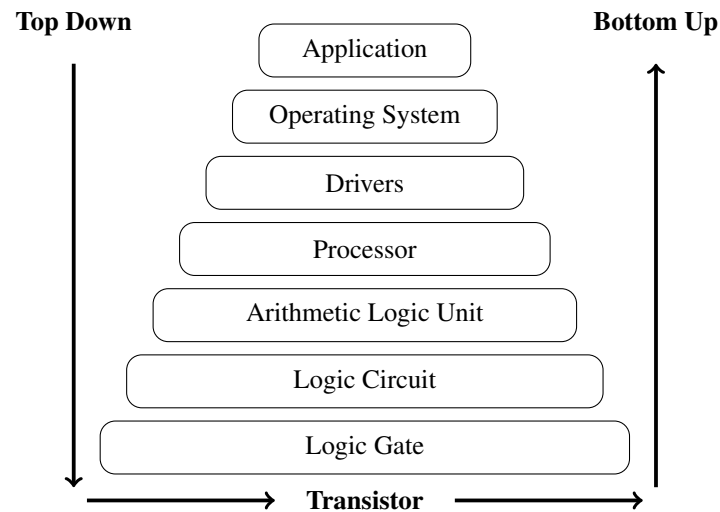 Top Down
Bottom Up
Application
Operating System
Drivers
Processor
Arithmetic Logic Unit
Logic Circuit
Logic Gate
Transistor